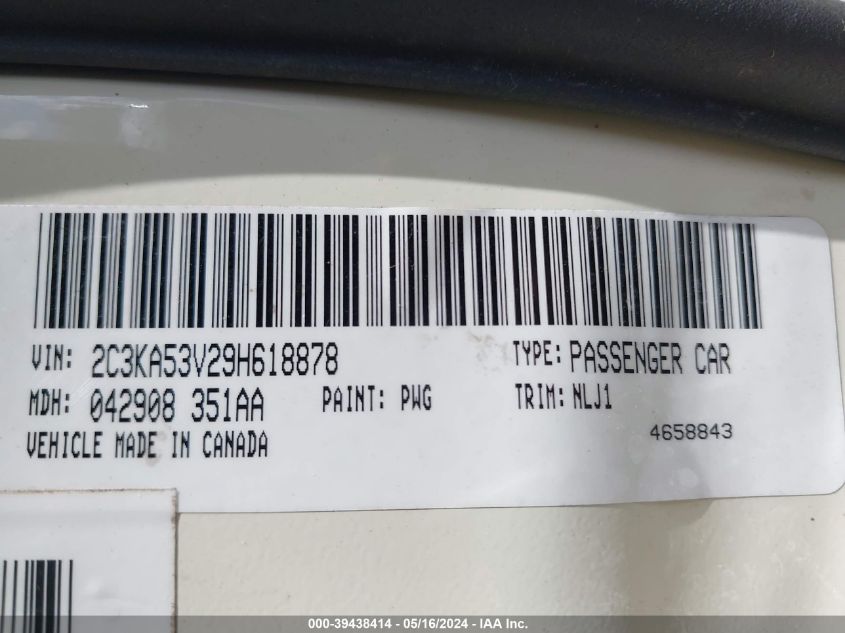 VIN: 2C3KA53V29H618878 TYPE: PASSENGER CAR
MDH: 042908 351AA PAINT: PWG TRIM: NLJ1
VEHICLE MADE IN CANADA 4658843
000-39438414 - 05/16/2024 - IAA Inc.